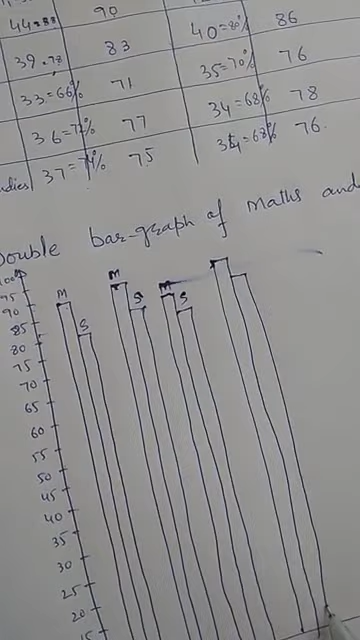 44=88 90 40=80% 86
39=78 83 35=70% 76
33=66% 71 34=68% 78
36=72% 77 34=68% 76
udies 37=74% 75
Double bar-graph of Maths and
100
95 M M M
90 S S S
85
80
75
70
65
60
55
50
45
40
35
30
25
20
15